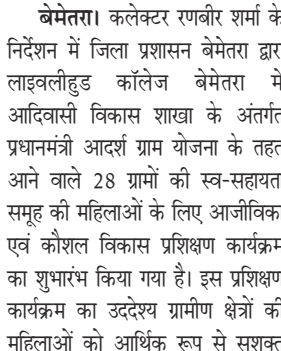 बेमेतरा। कलेक्टर रणबीर शर्मा के
निर्देशन में जिला प्रशासन बेमेतरा द्वार
लाइवलीहुड कॉलेज बेमेतरा मे
आदिवासी विकास शाखा के अंतर्गत
प्रधानमंत्री आदर्श ग्राम योजना के तहत
आने वाले 28 ग्रामों की स्व-सहायत
समूह की महिलाओं के लिए आजीविक
एवं कौशल विकास प्रशिक्षण कार्यक्रम
का शुभारंभ किया गया है। इस प्रशिक्षण
कार्यक्रम का उददेश्य ग्रामीण क्षेत्रों की
महिलाओं को आर्थिक रूप से सशक्त